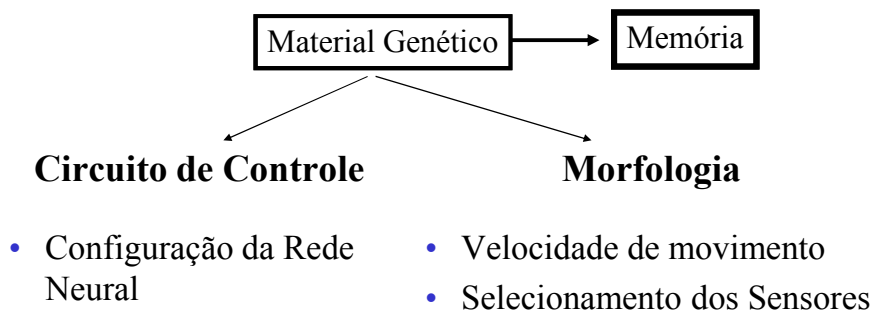 Material Genético
Memória
Circuito de Controle
Morfologia
• Configuração da Rede
Neural
• Velocidade de movimento
• Selecionamento dos Sensores